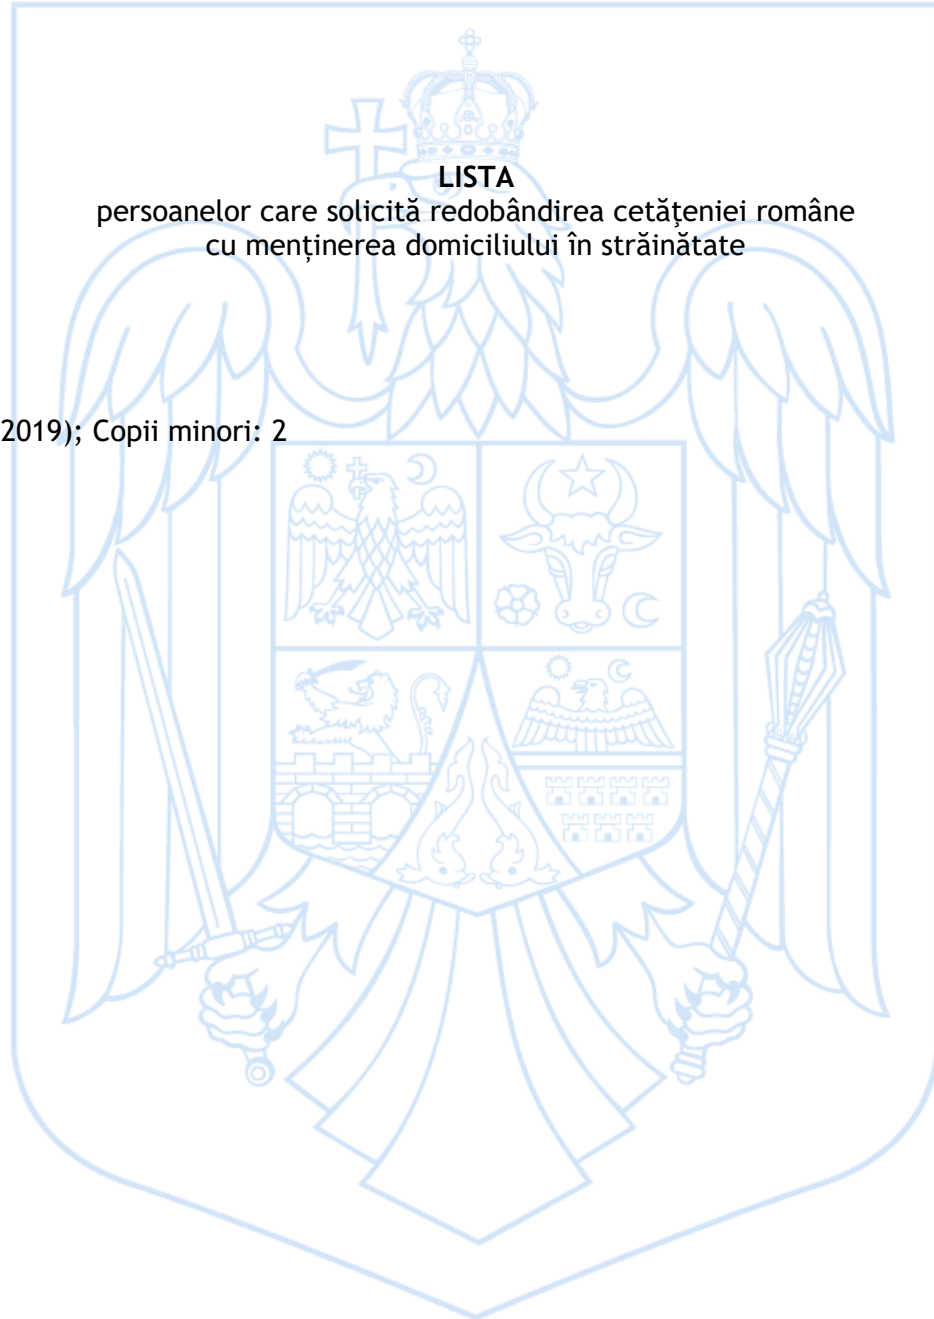 LISTA
persoanelor care solicită redobândirea cetăţeniei române
cu menținerea domiciliului în străinătate
2019); Copii minori: 2